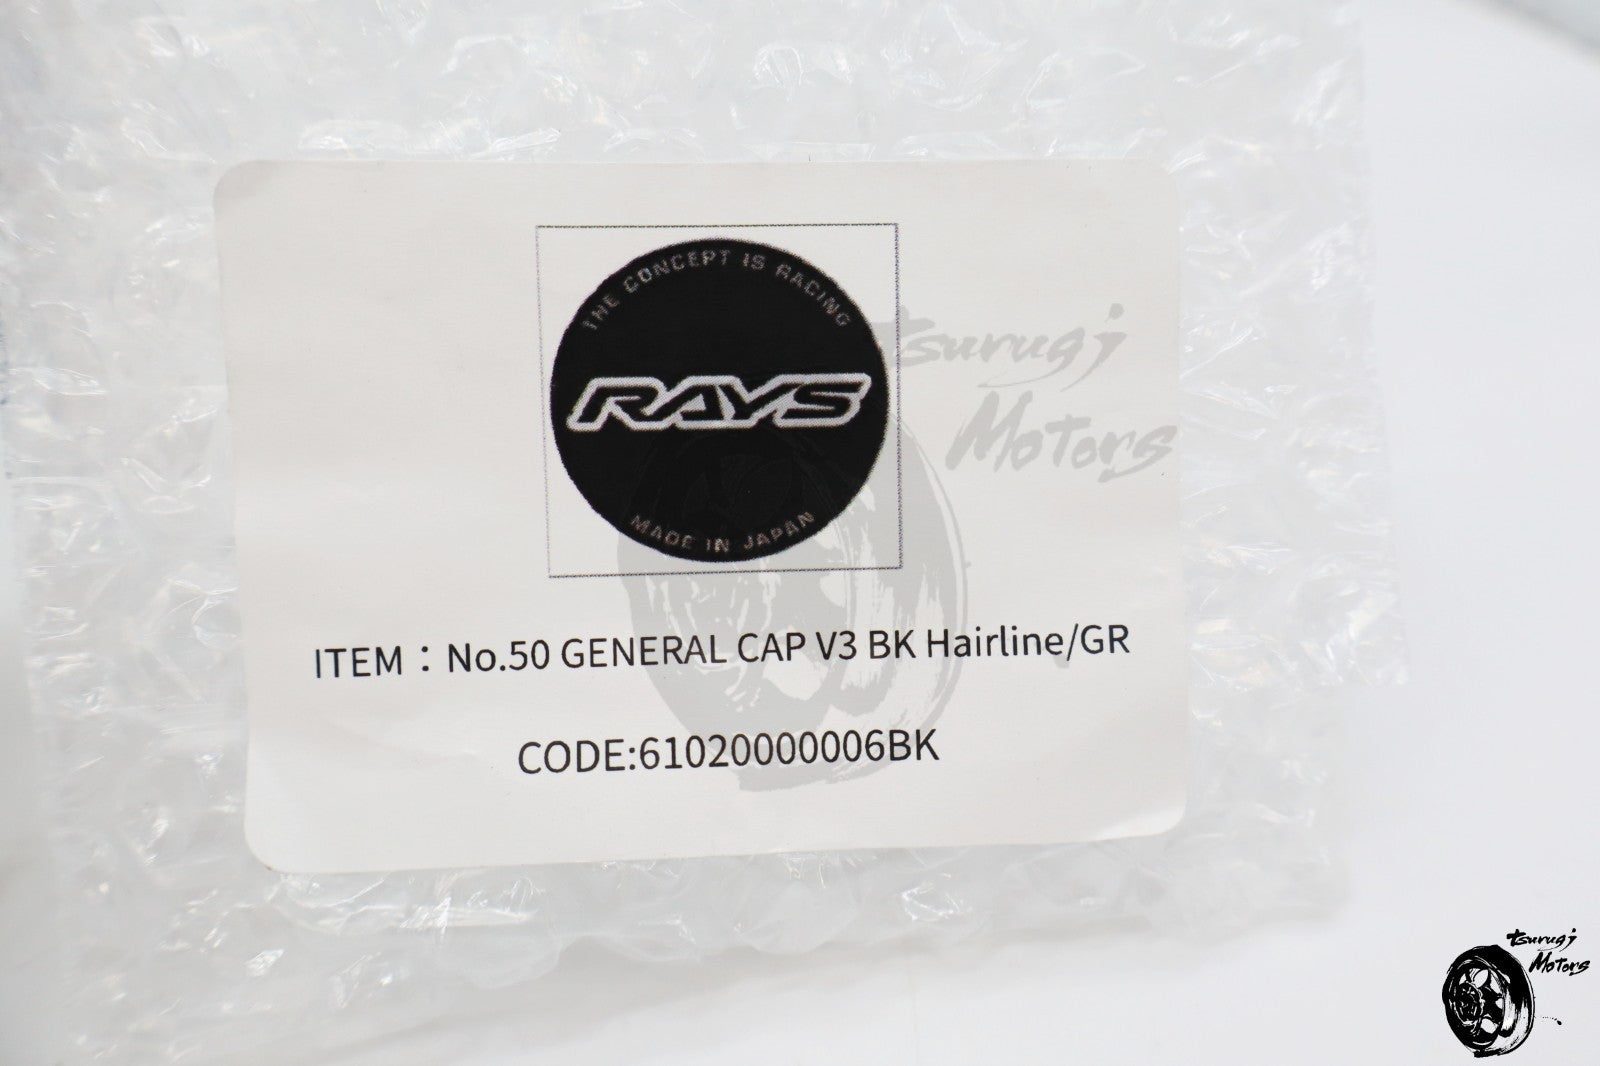 THE CONCEPT IS RACING
RAYS
MADE IN JAPAN
tsurugi
Motors
ITEM：No.50 GENERAL CAP V3 BK Hairline/GR
CODE:61020000006BK
tsurugi
Motors